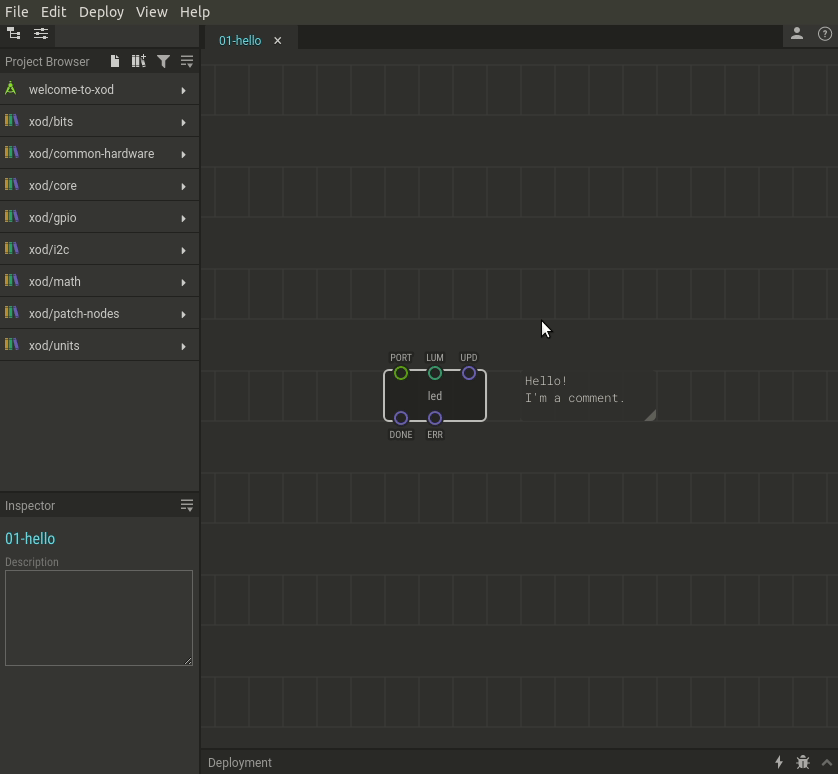 File Edit Deploy View Help
01-hello
Project Browser
welcome-to-xod
xod/bits
xod/common-hardware
xod/core
xod/gpio
xod/i2c
xod/math
xod/patch-nodes
xod/units
PORT LUM UPD
led
DONE ERR
Hello!
I'm a comment.
Inspector
01-hello
Description
Deployment